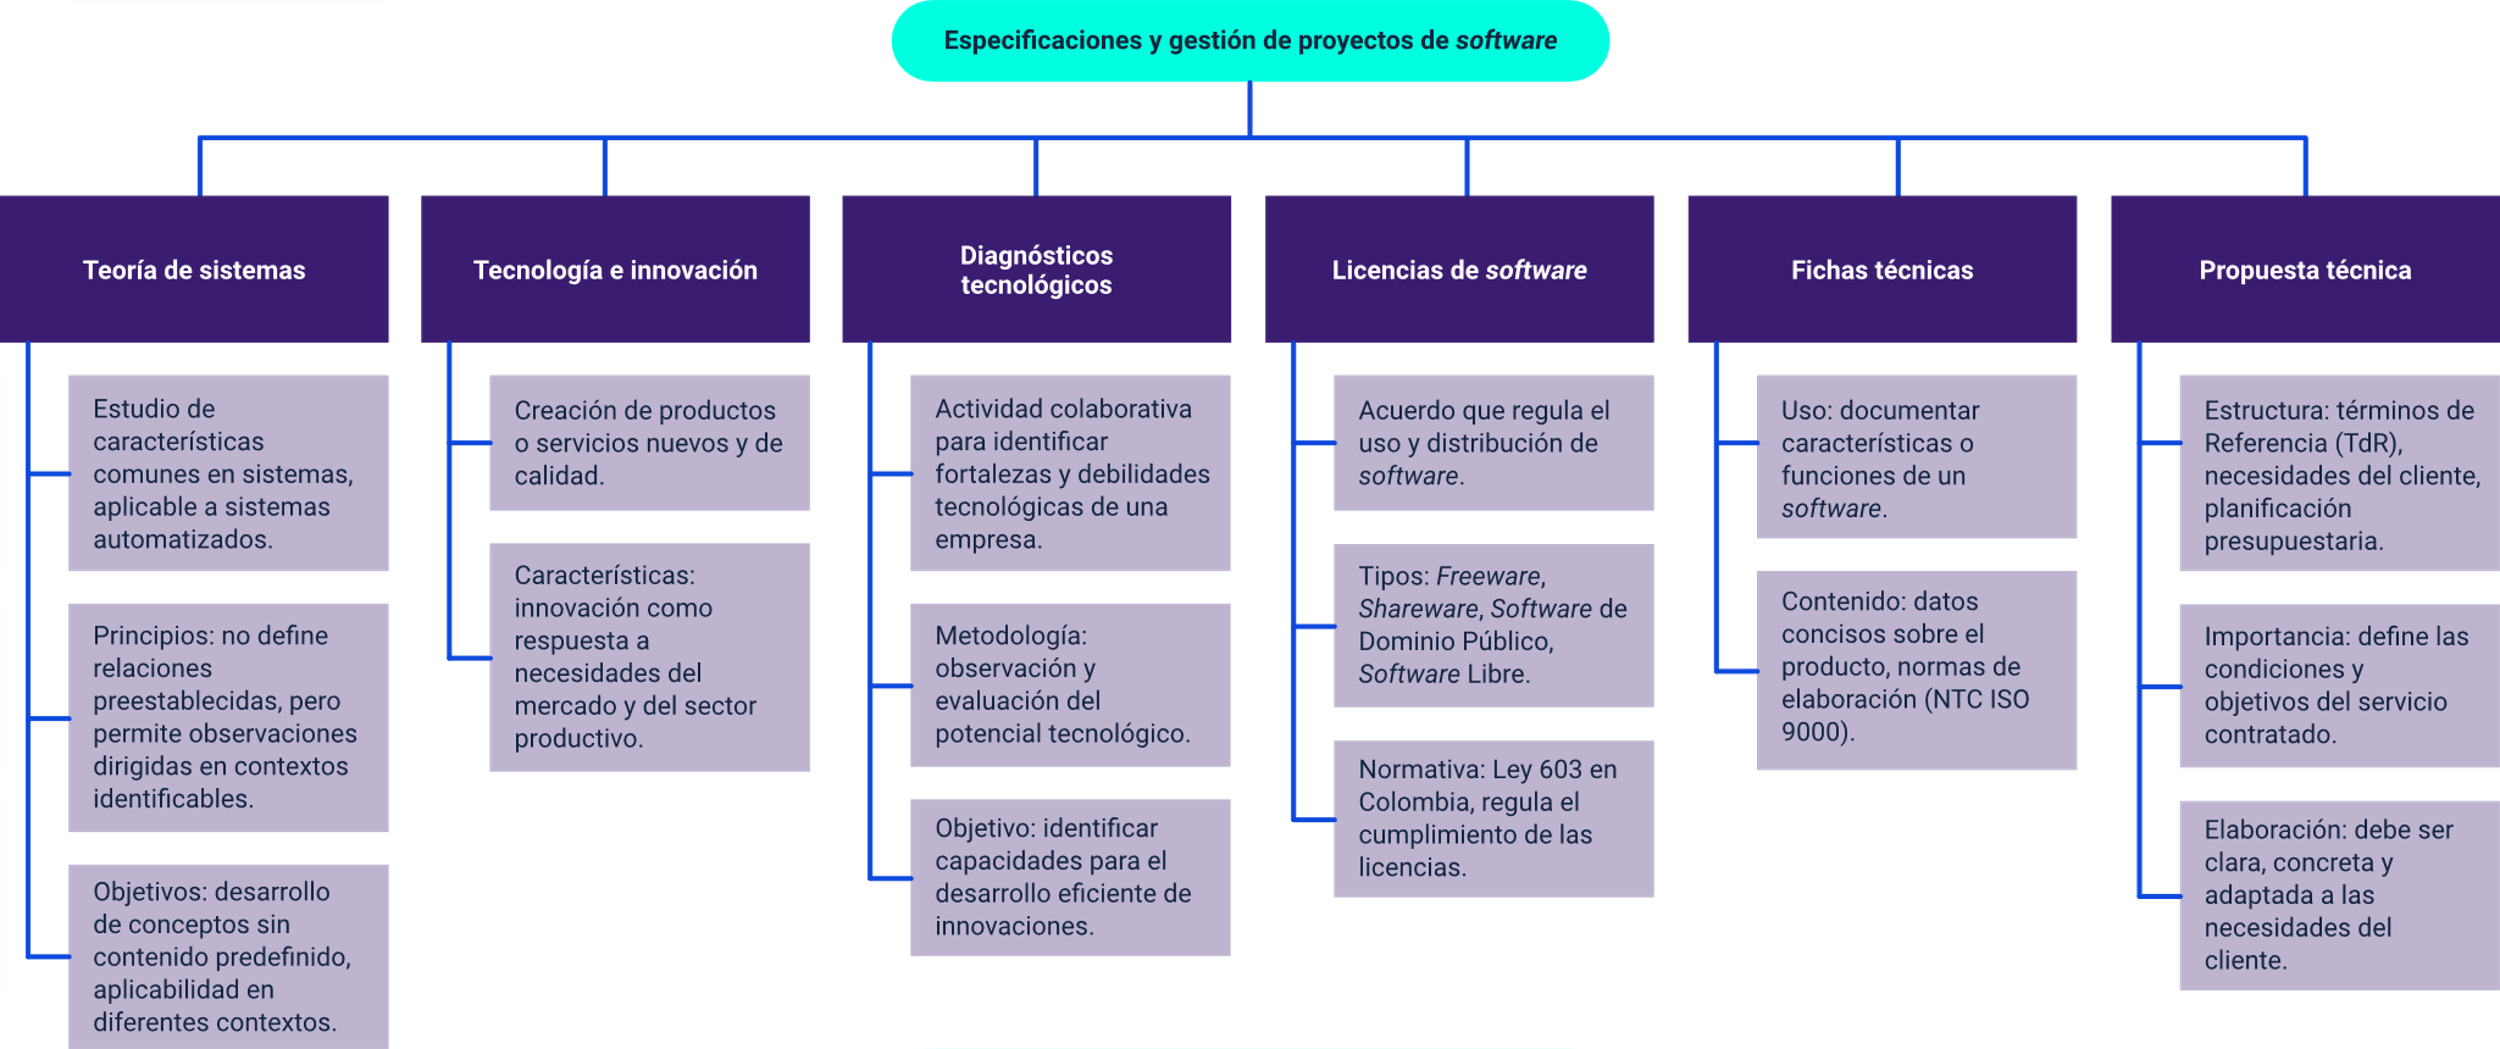 Especificaciones y gestión de proyectos de software
Teoría de sistemas
Estudio de
características
comunes en sistemas,
aplicable a sistemas
automatizados.
Principios: no define
relaciones
preestablecidas, pero
permite observaciones
dirigidas en contextos
identificables.
Objetivos: desarrollo
de conceptos sin
contenido predefinido,
aplicabilidad en
diferentes contextos.
Tecnología e innovación
Creación de productos
o servicios nuevos y de
calidad.
Características:
innovación como
respuesta a
necesidades del
mercado y del sector
productivo.
Diagnósticos
tecnológicos
Actividad colaborativa
para identificar
fortalezas y debilidades
tecnológicas de una
empresa.
Metodología:
observación y
evaluación del
potencial tecnológico.
Objetivo: identificar
capacidades para el
desarrollo eficiente de
innovaciones.
Licencias de software
Acuerdo que regula el
uso y distribución de
software.
Tipos: Freeware,
Shareware, Software de
Dominio Público,
Software Libre.
Normativa: Ley 603 en
Colombia, regula el
cumplimiento de las
licencias.
Fichas técnicas
Uso: documentar
características o
funciones de un
software.
Contenido: datos
concisos sobre el
producto, normas de
elaboración (NTC ISO
9000).
Propuesta técnica
Estructura: términos de
Referencia (TdR),
necesidades del cliente,
planificación
presupuestaria.
Importancia: define las
condiciones y
objetivos del servicio
contratado.
Elaboración: debe ser
clara, concreta y
adaptada a las
necesidades del
cliente.